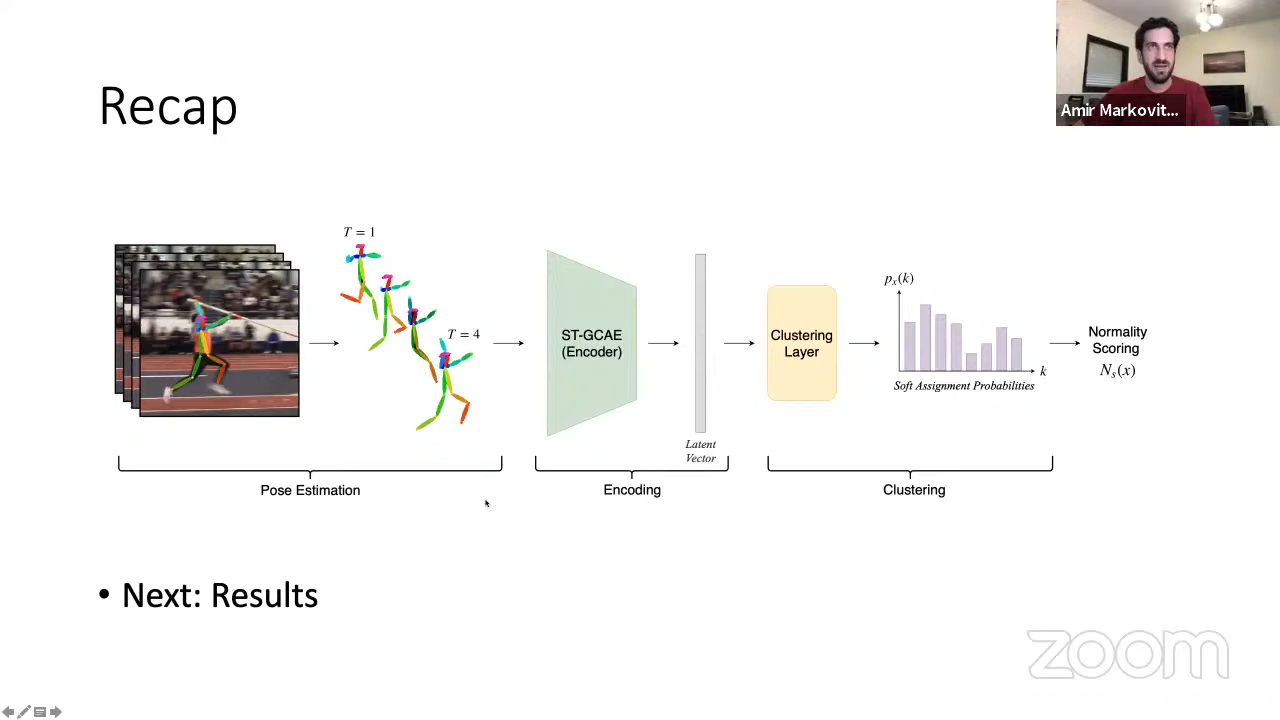 Recap
Amir Markovit...
T = 1
T = 4
ST-GCAE
(Encoder)
Latent
Vector
Clustering
Layer
pₓ(k)
k
Soft Assignment Probabilities
Normality
Scoring
Nₛ(x)
Pose Estimation
Encoding
Clustering
• Next: Results
zoom